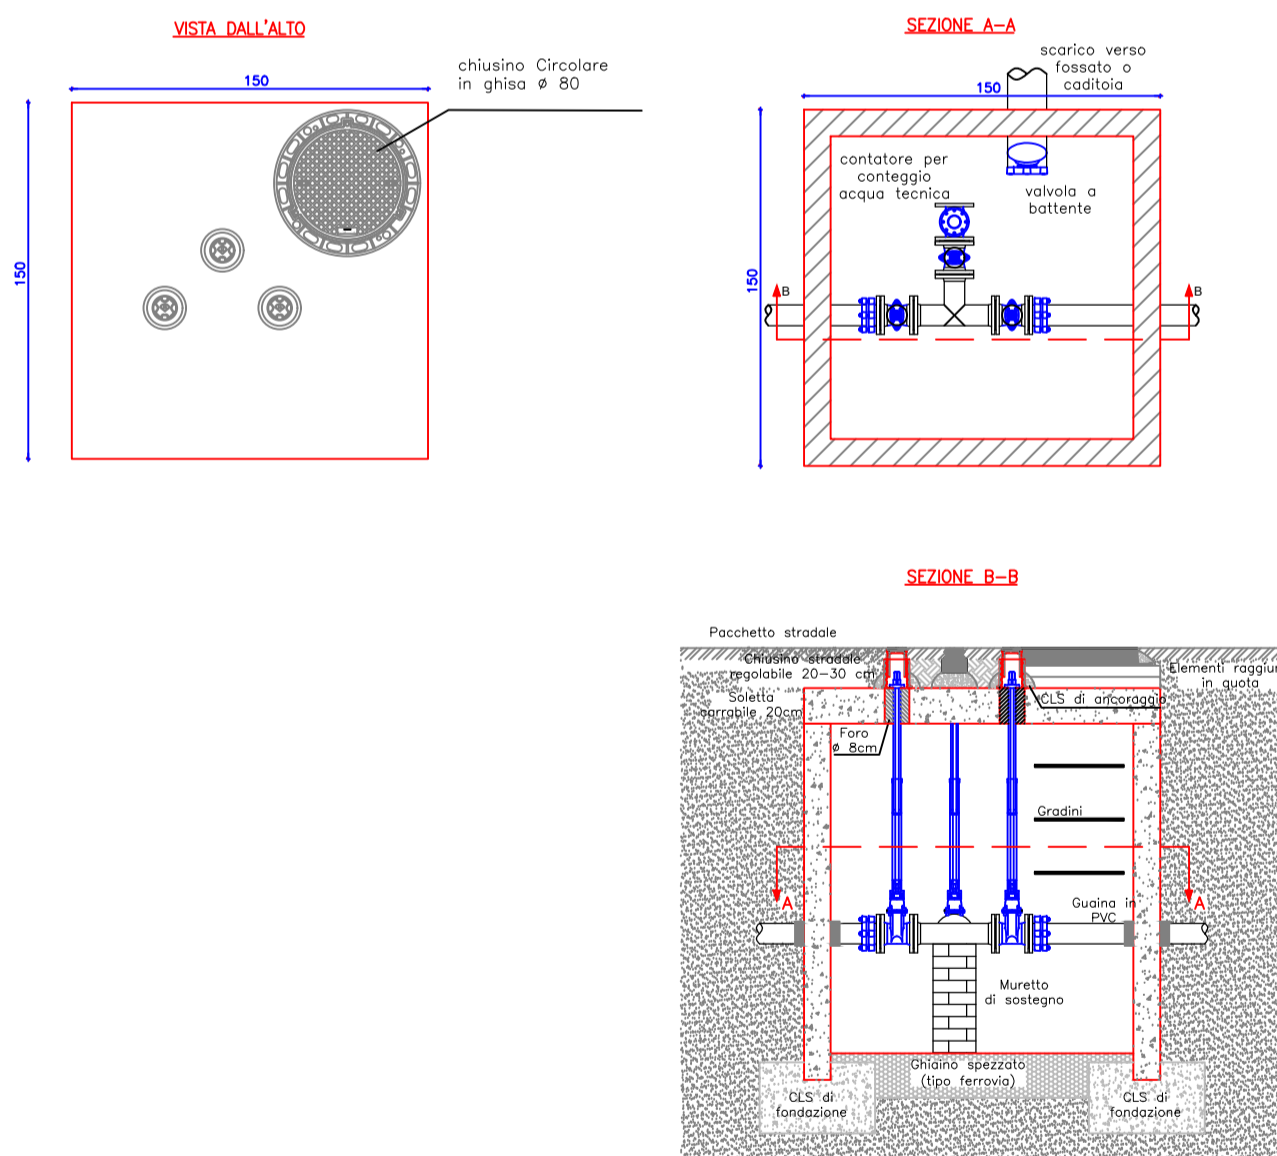 VISTA DALL'ALTO
150
150
chiusino Circolare
in ghisa ø 80
SEZIONE A-A
scarico verso
fossato o
caditoia
150
150
contatore per
conteggio
acqua tecnica
valvola a
battente
B
B
SEZIONE B-B
Pacchetto stradale
Chiusino stradale
regolabile 20-30 cm
Elementi raggiun
in quota
Soletta
carrabile 20cm
CLS di ancoraggio
Foro
ø 8cm
Gradini
A
A
Guaina in
PVC
Muretto
di sostegno
Ghiaino spezzato
(tipo ferrovia)
CLS di
fondazione
CLS di
fondazione